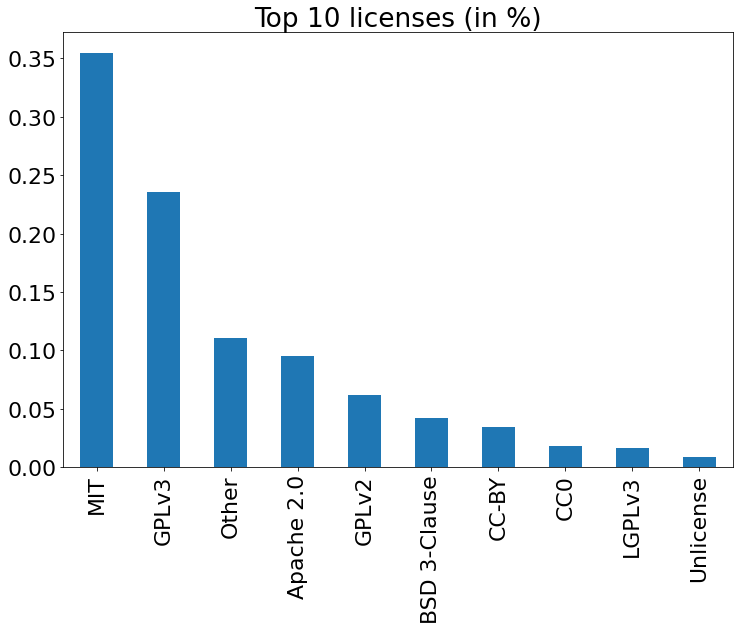 Top 10 licenses (in %)
0.35
0.30
0.25
0.20
0.15
0.10
0.05
0.00
MIT
GPLv3
Other
Apache 2.0
GPLv2
BSD 3-Clause
CC-BY
CC0
LGPLv3
Unlicense